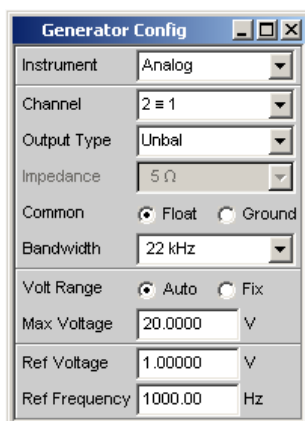 Generator Config
Instrument Analog
Channel 2 ≡ 1
Output Type Unbal
Impedance 5 Ω
Common Float Ground
Bandwidth 22 kHz
Volt Range Auto Fix
Max Voltage 20.0000 V
Ref Voltage 1.00000 V
Ref Frequency 1000.00 Hz